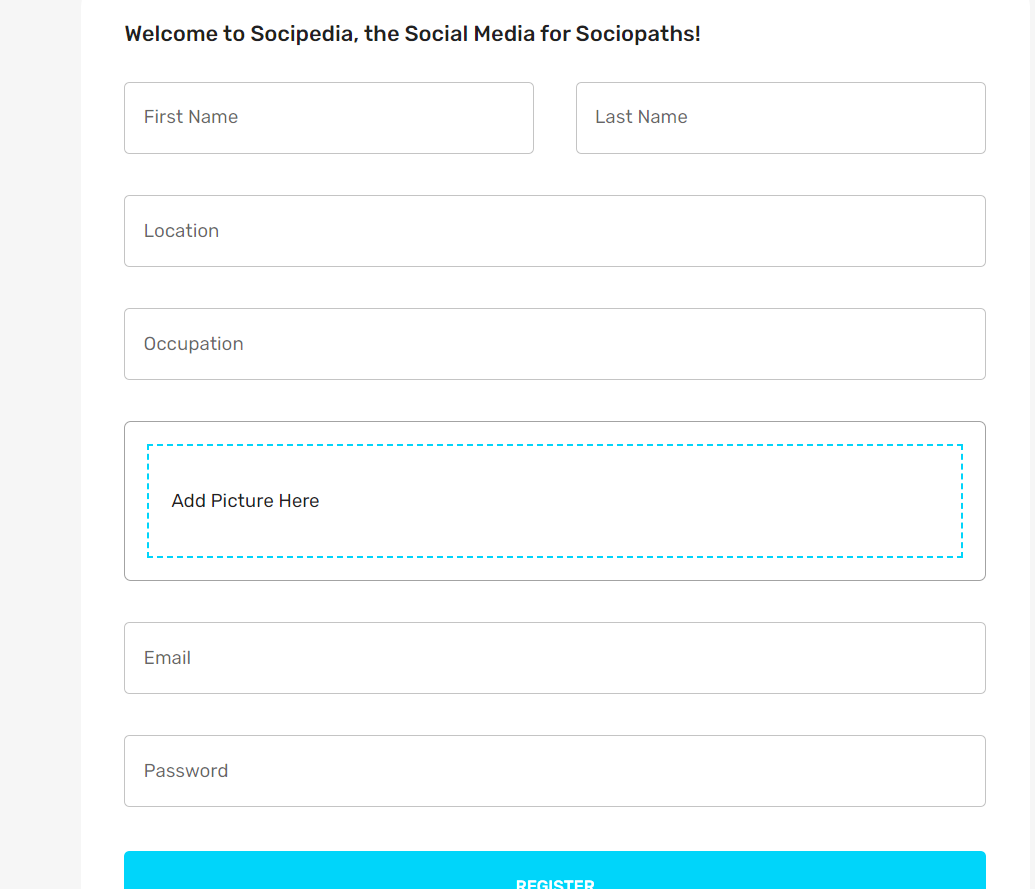 Welcome to Socipedia, the Social Media for Sociopaths!
First Name
Last Name
Location
Occupation
Add Picture Here
Email
Password
REGISTER